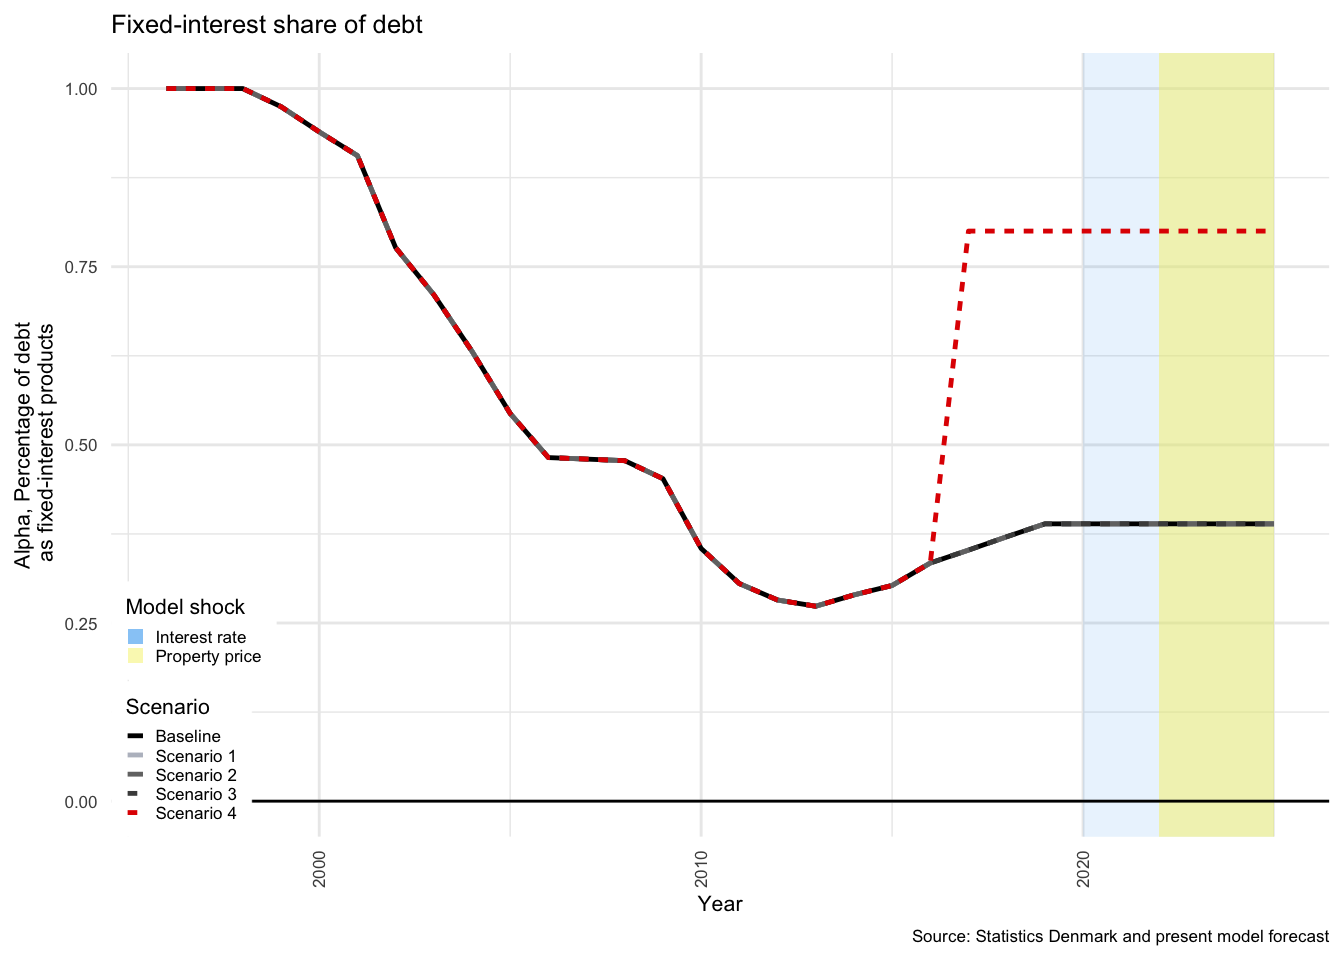 Fixed-interest share of debt
1.00
0.75
0.50
0.25
0.00
Alpha, Percentage of debt
as fixed-interest products
Model shock
Interest rate
Property price
Scenario
Baseline
Scenario 1
Scenario 2
Scenario 3
Scenario 4
2000
2010
2020
Year
Source: Statistics Denmark and present model forecast